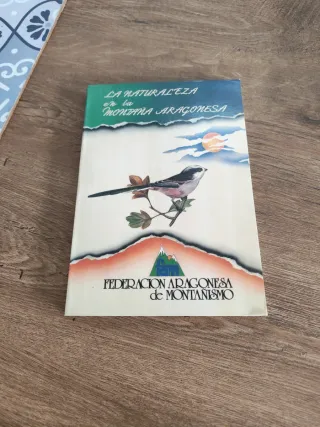 LA NATURALEZA
en la
MONTAÑA ARAGONESA
FEDERACION ARAGONESA
de MONTAÑISMO